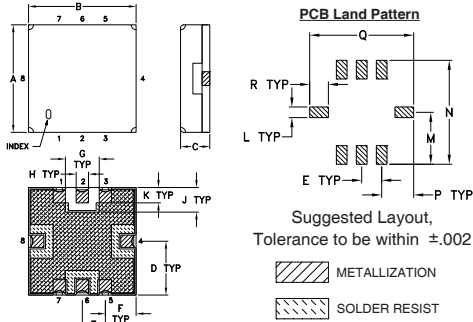 B
7 6 5
A
8
4
INDEX
1 2 3
C
G
TYP
H TYP
1 2 3
K TYP
J TYP
8
4
D
TYP
7
6
5
F
TYP
PCB Land Pattern
Q
R TYP
L TYP
N
M
E TYP
P TYP
Suggested Layout,
Tolerance to be within ±.002
METALLIZATION
SOLDER RESIST